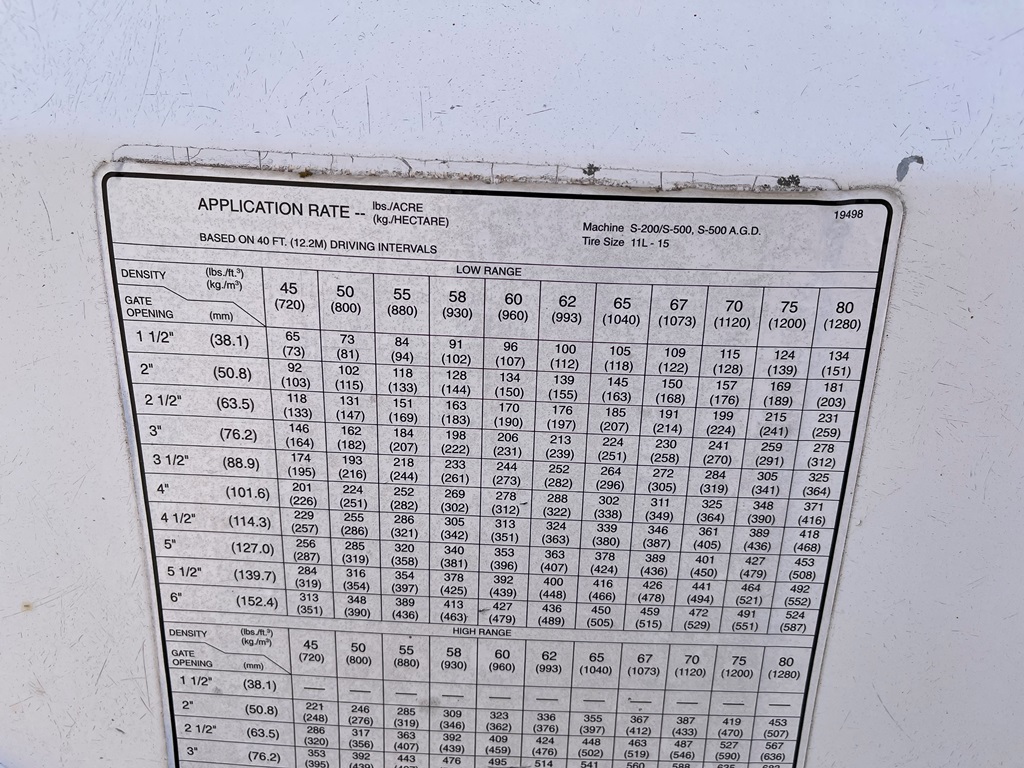 APPLICATION RATE -- lbs./ACRE
(kg./HECTARE)
19498
Machine S-200/S-500, S-500 A.G.D.
Tire Size 11L - 15
BASED ON 40 FT. (12.2M) DRIVING INTERVALS
LOW RANGE
DENSITY (lbs./ft.³) 45 50 55 58 60 62 65 67 70 75 80
(kg./m³) (720) (800) (880) (930) (960) (993) (1040) (1073) (1120) (1200) (1280)
GATE
OPENING (mm)
1 1/2" (38.1) 65 73 84 91 96 100 105 109 115 124 134
(73) (81) (94) (102) (107) (112) (118) (122) (128) (139) (151)
2" (50.8) 92 102 118 128 134 139 145 150 157 169 181
(103) (115) (133) (144) (150) (155) (163) (168) (176) (189) (203)
2 1/2" (63.5) 118 131 151 163 170 176 185 191 199 215 231
(133) (147) (169) (183) (190) (197) (207) (214) (224) (241) (259)
3" (76.2) 146 162 184 198 206 213 224 230 241 259 278
(164) (182) (207) (222) (231) (239) (251) (258) (270) (291) (312)
3 1/2" (88.9) 174 193 218 233 244 252 264 272 284 305 325
(195) (216) (244) (261) (273) (282) (296) (305) (319) (341) (364)
4" (101.6) 201 224 252 269 278 288 302 311 325 348 371
(226) (251) (282) (302) (312) (322) (338) (349) (364) (390) (416)
4 1/2" (114.3) 229 255 286 305 313 324 339 346 361 389 418
(257) (286) (321) (342) (351) (363) (380) (387) (405) (436) (468)
5" (127.0) 256 285 320 340 353 363 378 389 401 427 453
(287) (319) (358) (381) (396) (407) (424) (436) (450) (479) (508)
5 1/2" (139.7) 284 316 354 378 392 400 416 426 441 464 492
(319) (354) (397) (425) (439) (448) (466) (478) (494) (521) (552)
6" (152.4) 313 348 389 413 427 436 450 459 472 491 524
(351) (390) (436) (463) (479) (489) (505) (515) (529) (551) (587)
HIGH RANGE
DENSITY (lbs./ft.³) 45 50 55 58 60 62 65 67 70 75 80
(kg./m³) (720) (800) (880) (930) (960) (993) (1040) (1073) (1120) (1200) (1280)
GATE
OPENING (mm)
1 1/2" (38.1) — — — — — — — — — — —
2" (50.8) 221 246 285 309 323 336 355 367 387 419 453
(248) (276) (319) (346) (362) (376) (397) (412) (433) (470) (507)
2 1/2" (63.5) 286 317 363 392 409 424 448 463 487 527 567
(320) (356) (407) (439) (459) (476) (502) (519) (546) (590) (636)
3" (76.2) 353 392 443 476 495 514 541 560
(395)